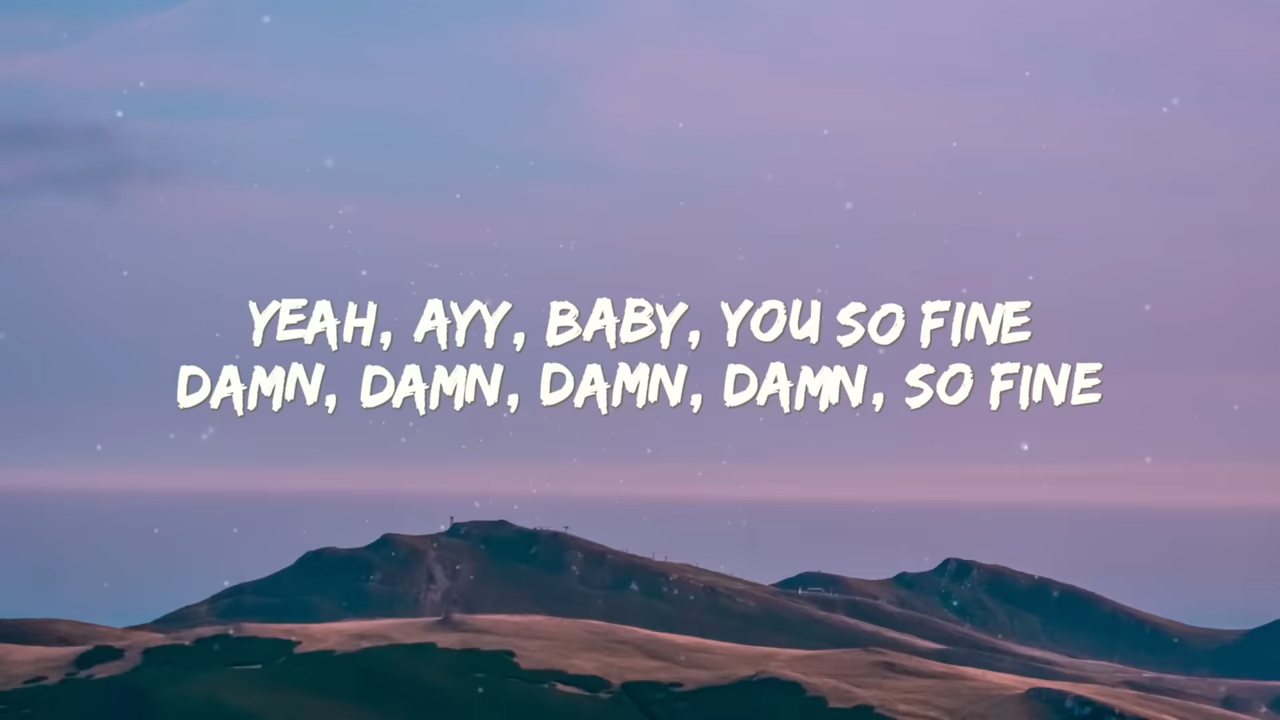 YEAH, AYY, BABY, YOU SO FINE
DAMN, DAMN, DAMN, DAMN, SO FINE